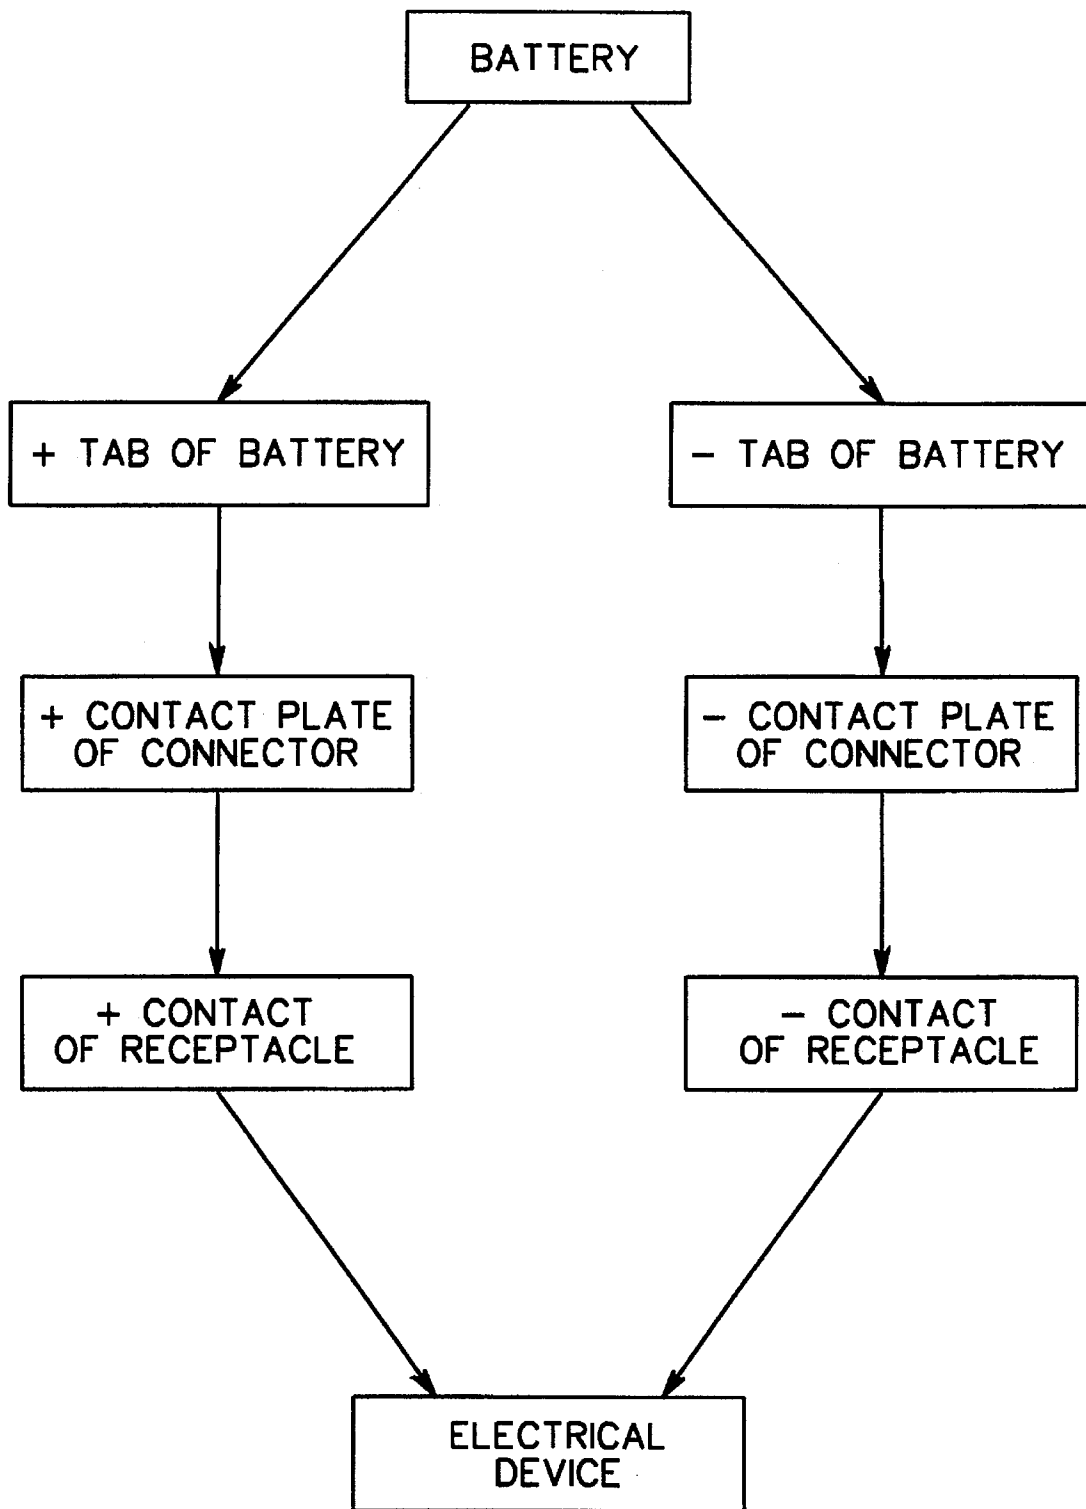 BATTERY
+ TAB OF BATTERY
- TAB OF BATTERY
+ CONTACT PLATE
OF CONNECTOR
- CONTACT PLATE
OF CONNECTOR
+ CONTACT
OF RECEPTACLE
- CONTACT
OF RECEPTACLE
ELECTRICAL
DEVICE